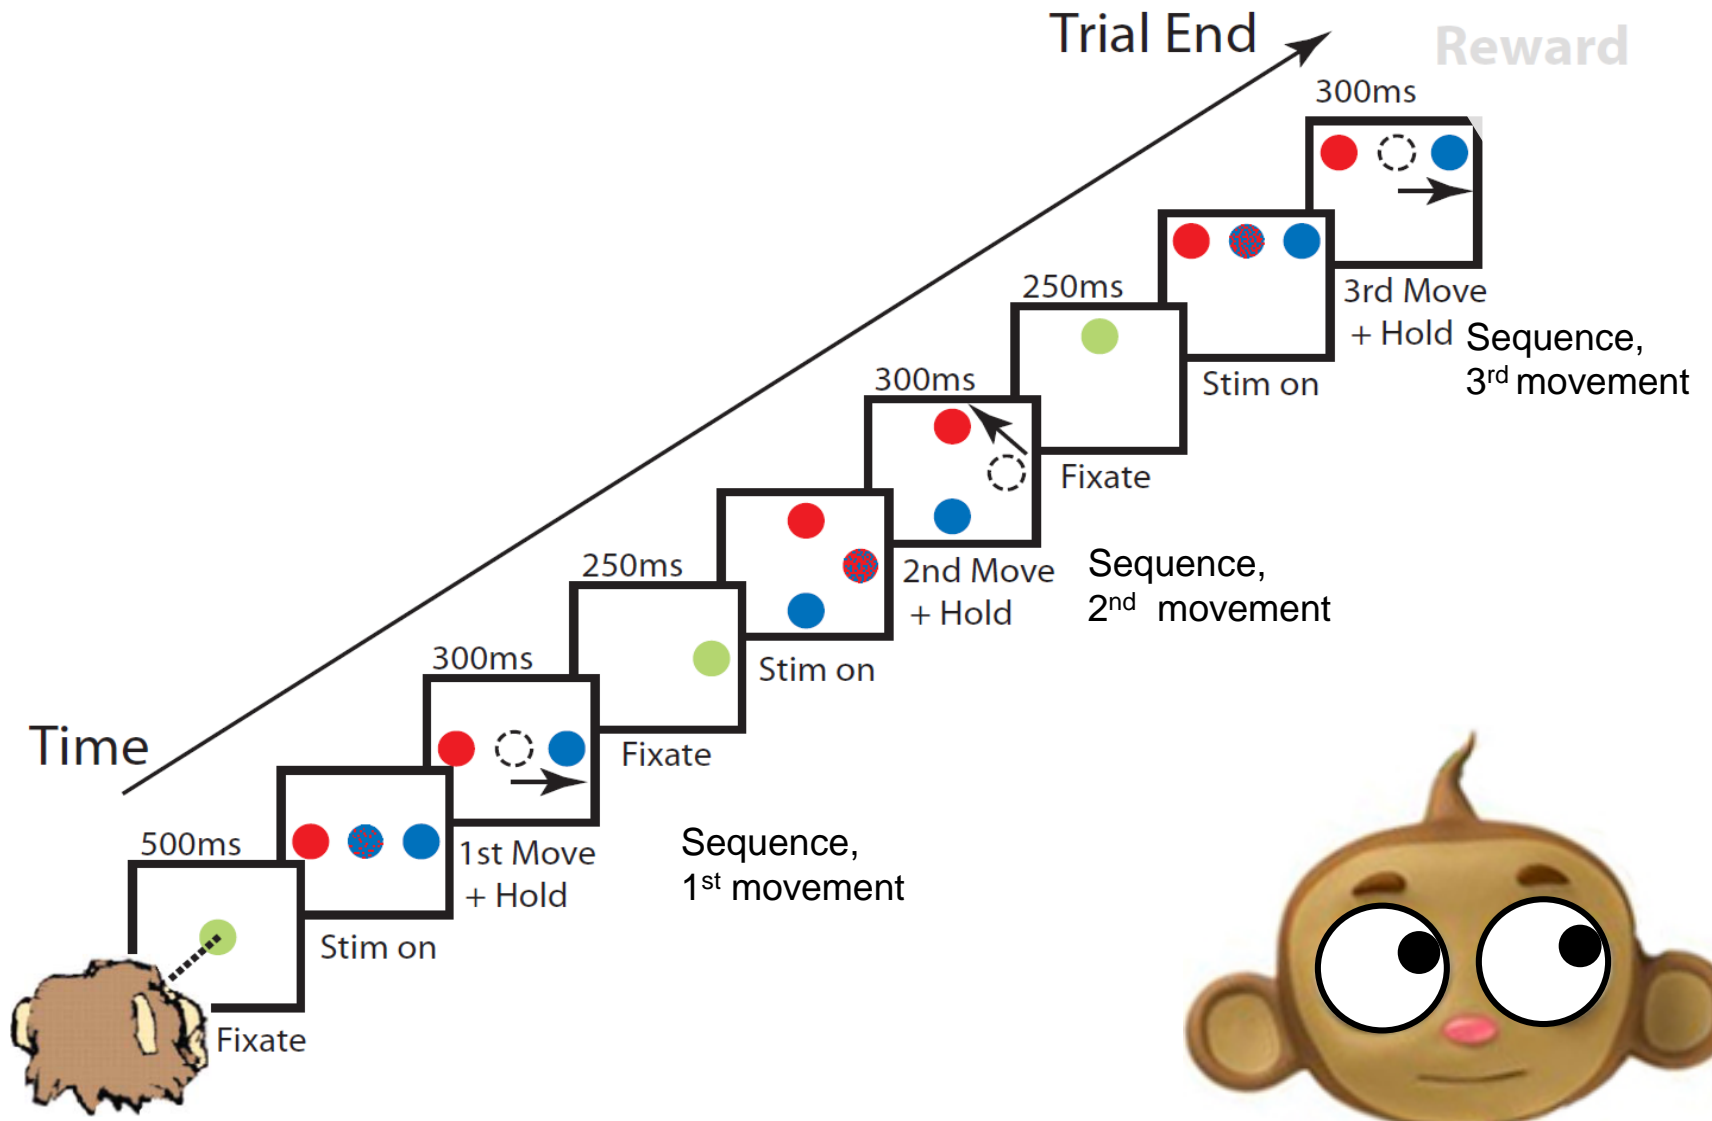 Trial End
Reward
300ms
3rd Move
+ Hold
Sequence,
3rd movement
250ms
Stim on
300ms
Fixate
2nd Move
+ Hold
Sequence,
2nd movement
250ms
Stim on
300ms
Fixate
Time
1st Move
+ Hold
Sequence,
1st movement
500ms
Stim on
Fixate